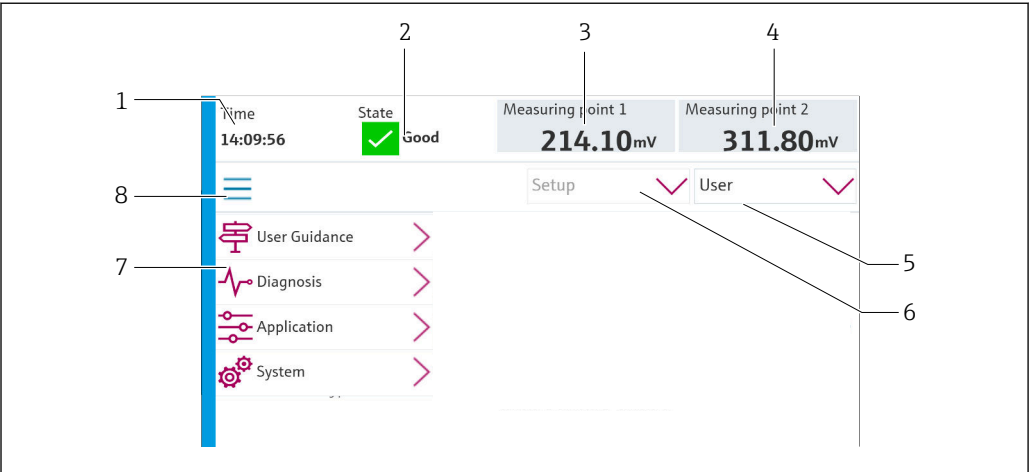 2
3
4
1
Time
State
Measuring point 1
Measuring point 2
14:09:56
Good
214.10mV
311.80mV
8
Setup
User
User Guidance
7
Diagnosis
5
6
Application
System